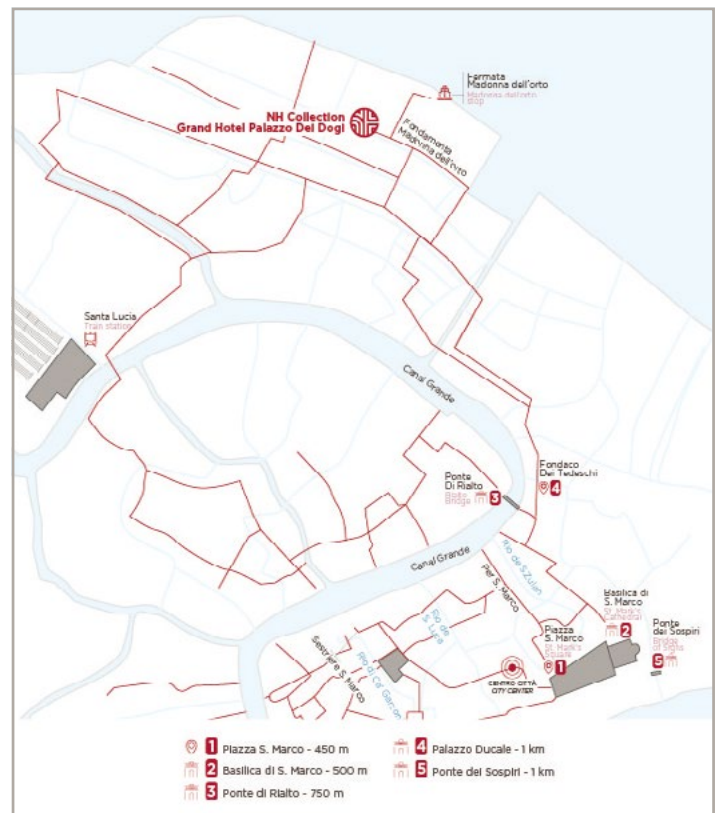 Fermata
Madonna dell'orto
Madonna dell'orto
stop
NH Collection
Grand Hotel Palazzo Dei Dogi
Fondamenta
Madonna dell'orto
Santa Lucia
Train station
Canal Grande
Fondaco
Dei Tedeschi
4
Ponte
Di Rialto
Bridge
3
Canal Grande
Rio de S.Zulian
Per S. Marco
Basilica di
S. Marco
St. Mark's
Cathedral
2
Ponte
dei Sospiri
Bridge
of Sighs
5
Piazza
S. Marco
St. Mark's
Square
1
Rio de
S. Luca
Sestriere S. Marco
Rio di Ca' Garzoni
CENTRO CITTÀ
CITY CENTER
1 Piazza S. Marco - 450 m
2 Basilica di S. Marco - 500 m
3 Ponte di Rialto - 750 m
4 Palazzo Ducale - 1 km
5 Ponte dei Sospiri - 1 km